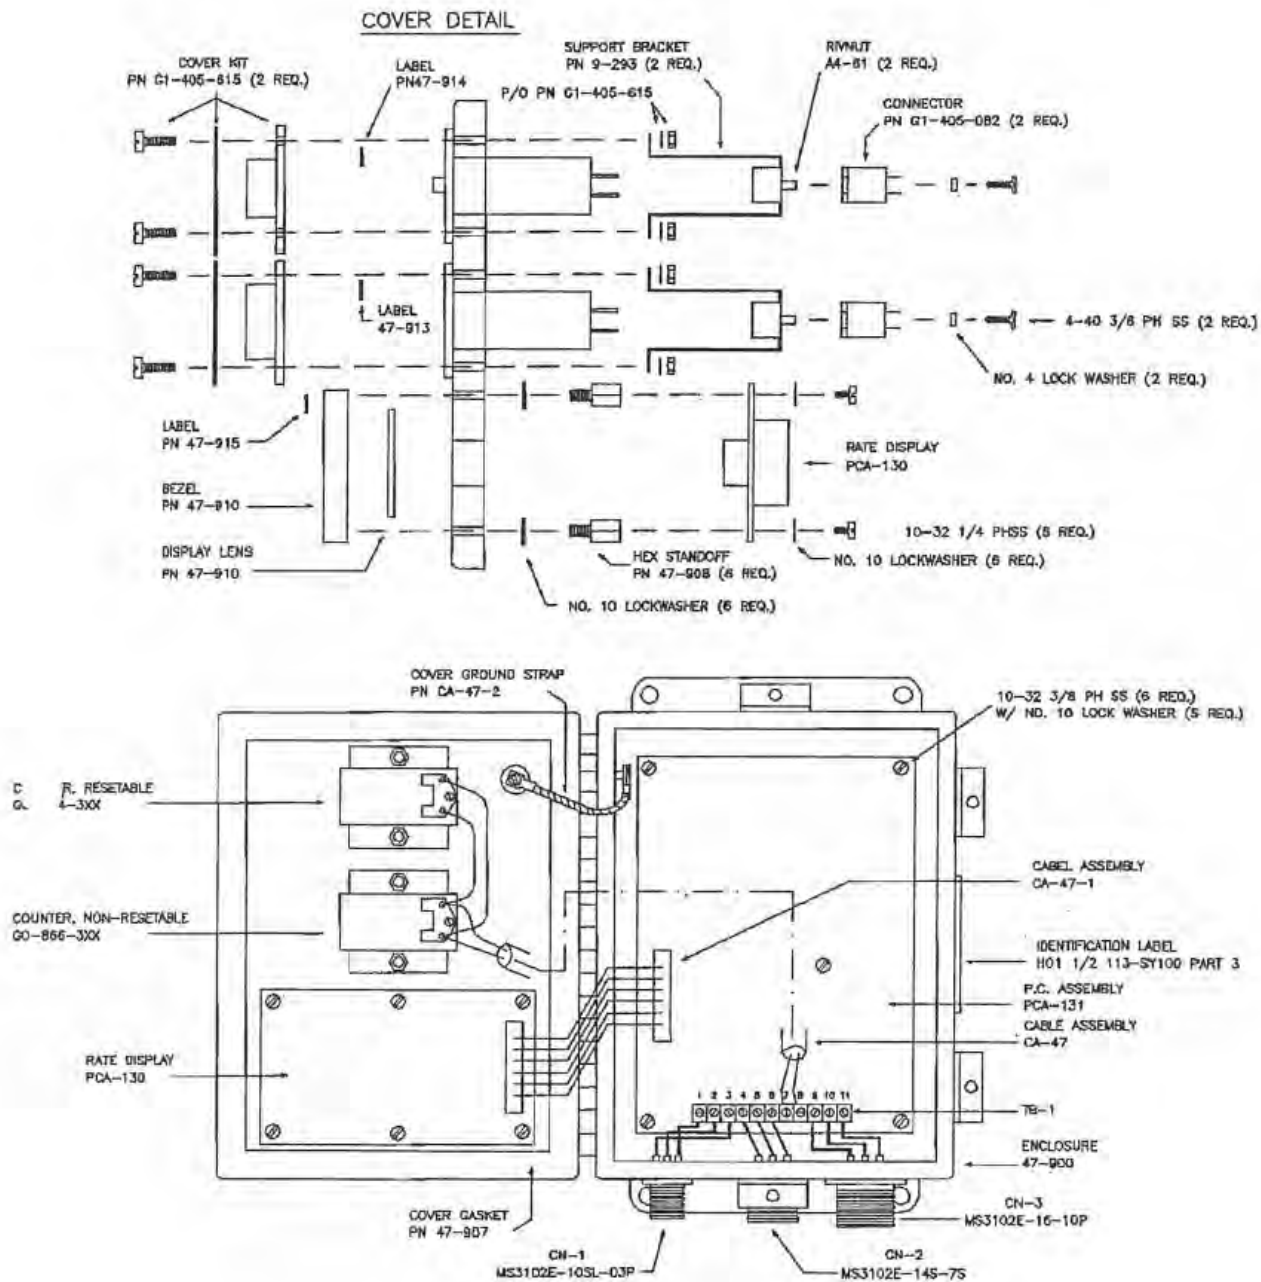 COVER DETAIL
COVER KIT
PN G1-405-615 (2 REQ.)
LABEL
PN47-914
SUPPORT BRACKET
PN 9-293 (2 REQ.)
P/O PN G1-405-615
RIVNUT
A4-61 (2 REQ.)
CONNECTOR
PN G1-405-082 (2 REQ.)
LABEL
47-913
4-40 3/8 PH SS (2 REQ.)
NO. 4 LOCK WASHER (2 REQ.)
LABEL
PN 47-915
RATE DISPLAY
PCA-130
BEZEL
PN 47-910
DISPLAY LENS
PN 47-910
HEX STANDOFF
PN 47-908 (6 REQ.)
10-32 1/4 PHSS (6 REQ.)
NO. 10 LOCKWASHER (6 REQ.)
NO. 10 LOCKWASHER (6 REQ.)
COVER GROUND STRAP
PN CA-47-2
10-32 3/8 PH SS (6 REQ.)
W/ NO. 10 LOCK WASHER (5 REQ.)
R. RESETABLE
4-3XX
CABEL ASSEMBLY
CA-47-1
COUNTER, NON-RESETABLE
GO-866-3XX
IDENTIFICATION LABEL
H01 1/2 113-SY100 PART 3
P.C. ASSEMBLY
PCA-131
CABLE ASSEMBLY
CA-47
RATE DISPLAY
PCA-130
1 2 3 4 5 6 7 8 9 10 11
TB-1
ENCLOSURE
47-900
COVER GASKET
PN 47-907
CN-3
MS3102E-16-10P
CN-1
MS3102E-10SL-03P
CN-2
MS3102E-14S-7S